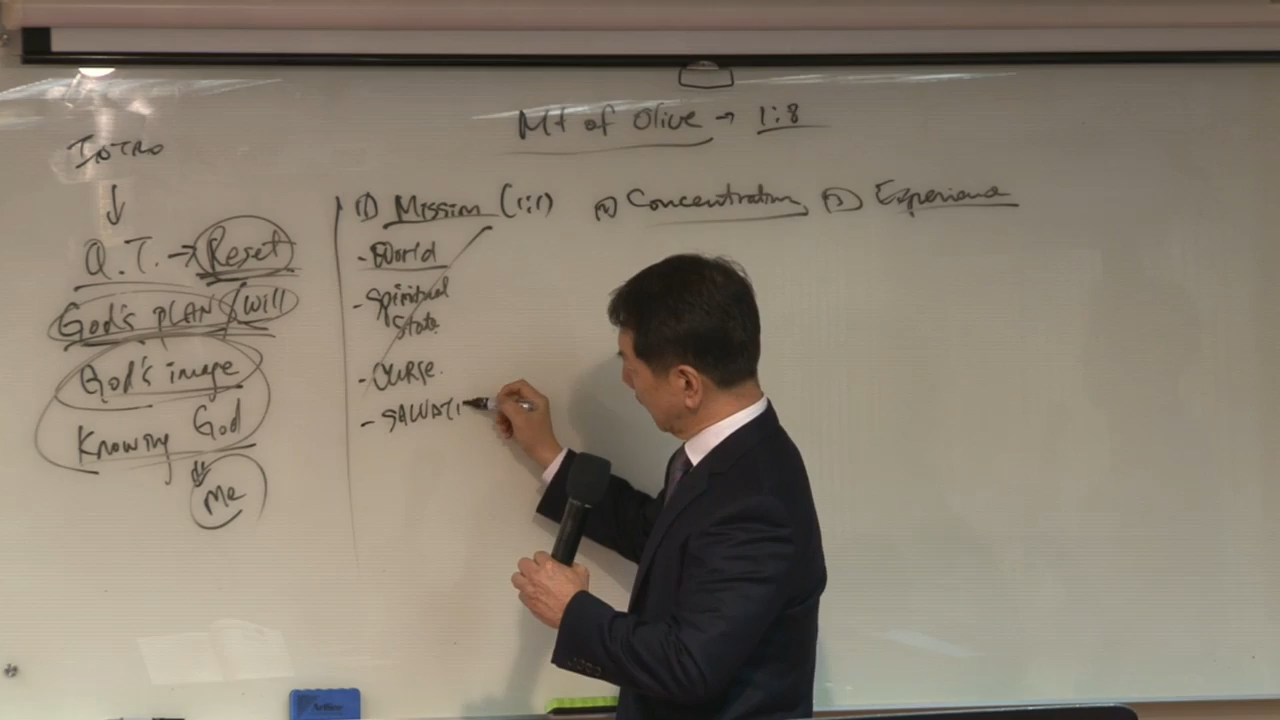 Mt of Olive → 1:8
INTRO
↓
Q.T. → Reset
God's PLAN / Will
God's image
Knowing God
Me
1) Mission (1:1)
- World
- Spiritual
State
- CURSE.
- SALVATI
2) Concentration
3) Experience
Artline